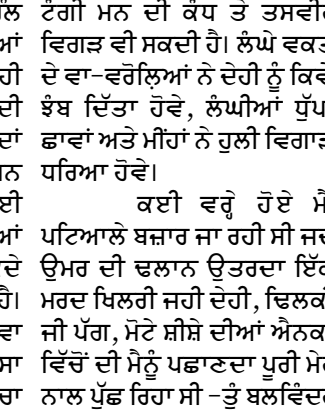 ਟੰਗੀ ਮਨ ਦੀ ਕੰਧ ਤੇ ਤਸਵੀਰ
ਵਿਗੜ ਵੀ ਸਕਦੀ ਹੈ। ਲੰਘੇ ਵਕਤ
ਦੇ ਵਾ-ਵਰੋਲਿਆਂ ਨੇ ਦੇਹੀ ਨੂੰ ਕਿਵੇਂ
ਝੰਬ ਦਿੱਤਾ ਹੋਵੇ, ਲੰਘੀਆਂ ਧੁੱਪਾਂ
ਛਾਵਾਂ ਅਤੇ ਮੀਂਹਾਂ ਨੇ ਹੁਲੀ ਵਿਗਾੜ
ਧਰਿਆ ਹੋਵੇ।
ਕਈ ਵਰ੍ਹੇ ਹੋਏ ਮੈਂ
ਪਟਿਆਲੇ ਬਜ਼ਾਰ ਜਾ ਰਹੀ ਸੀ ਜਦ
ਉਮਰ ਦੀ ਢਲਾਨ ਉਤਰਦਾ ਇੱਕ
ਮਰਦ ਖਿਲਰੀ ਜਹੀ ਦੇਹੀ, ਢਿਲਕੀ
ਜੀ ਪੱਗ, ਮੋਟੇ ਸ਼ੀਸ਼ੇ ਦੀਆਂ ਐਨਕਾਂ
ਵਿੱਚੋਂ ਦੀ ਮੈਨੂੰ ਪਛਾਣਦਾ ਪੂਰੀ ਮੇਰੇ
ਨਾਲ ਪੁੱਛ ਰਿਹਾ ਸੀ -ਤੂੰ ਬਲਵਿੰਦਰ